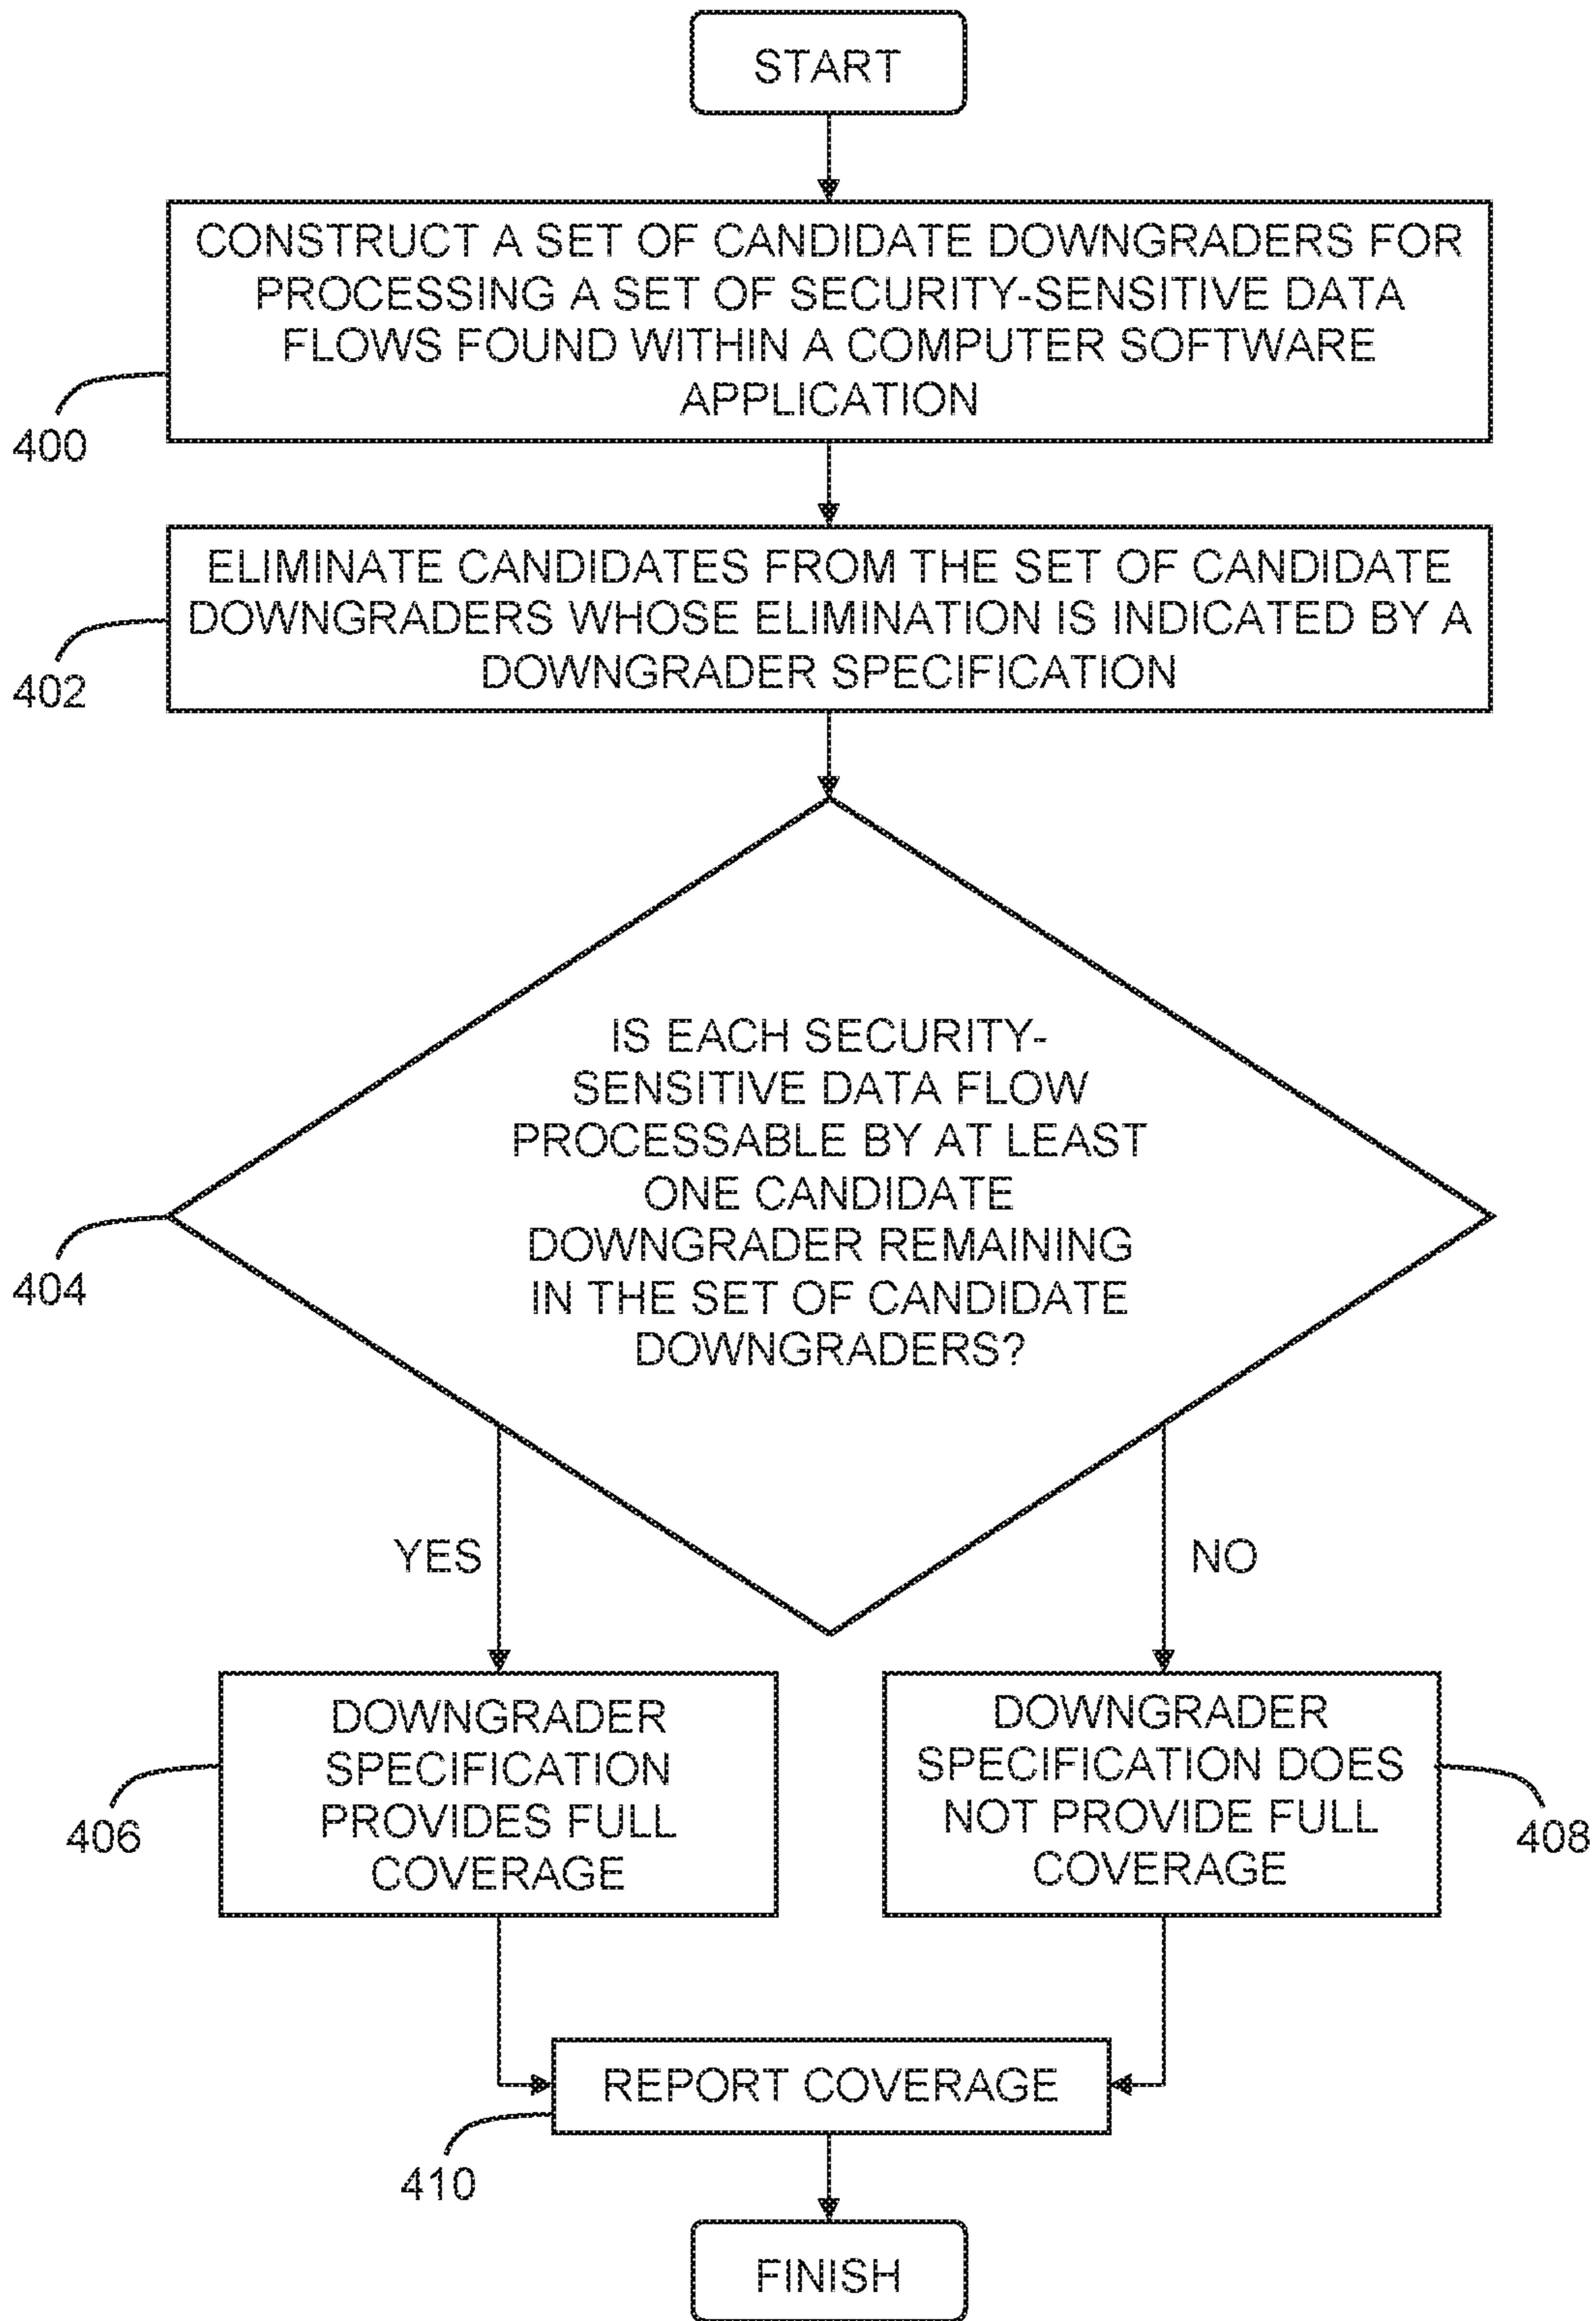 START
CONSTRUCT A SET OF CANDIDATE DOWNGRADERS FOR
PROCESSING A SET OF SECURITY-SENSITIVE DATA
FLOWS FOUND WITHIN A COMPUTER SOFTWARE
APPLICATION
400
ELIMINATE CANDIDATES FROM THE SET OF CANDIDATE
DOWNGRADERS WHOSE ELIMINATION IS INDICATED BY A
DOWNGRADER SPECIFICATION
402
IS EACH SECURITY-
SENSITIVE DATA FLOW
PROCESSABLE BY AT LEAST
ONE CANDIDATE
DOWNGRADER REMAINING
IN THE SET OF CANDIDATE
DOWNGRADERS?
404
YES
NO
DOWNGRADER
SPECIFICATION
PROVIDES FULL
COVERAGE
406
DOWNGRADER
SPECIFICATION DOES
NOT PROVIDE FULL
COVERAGE
408
REPORT COVERAGE
410
FINISH